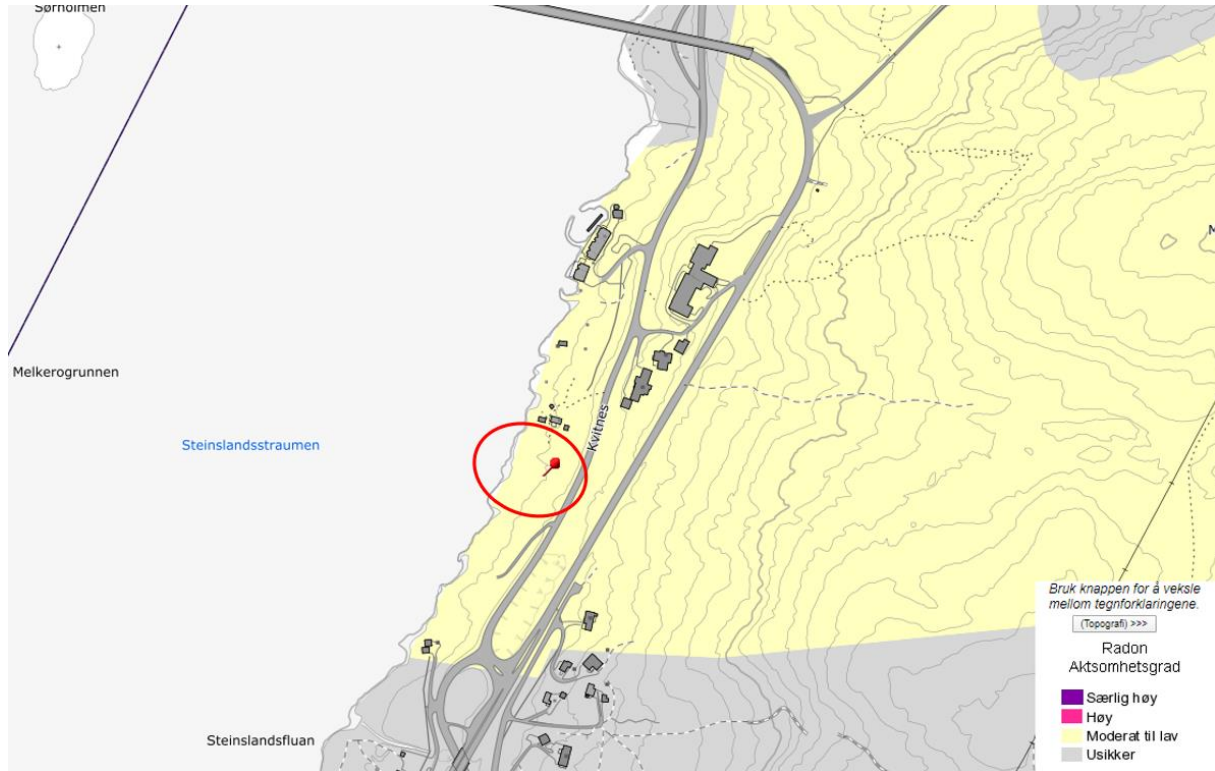 Sørholmen
Melkerogrunnen
Steinslandsstraumen
Kvitnes
Steinslandsfluan
M
Bruk knappen for å veksle
mellom tegnforklaringene.
(Topografi) >>>
Radon
Aktsomhetsgrad
Særlig høy
Høy
Moderat til lav
Usikker